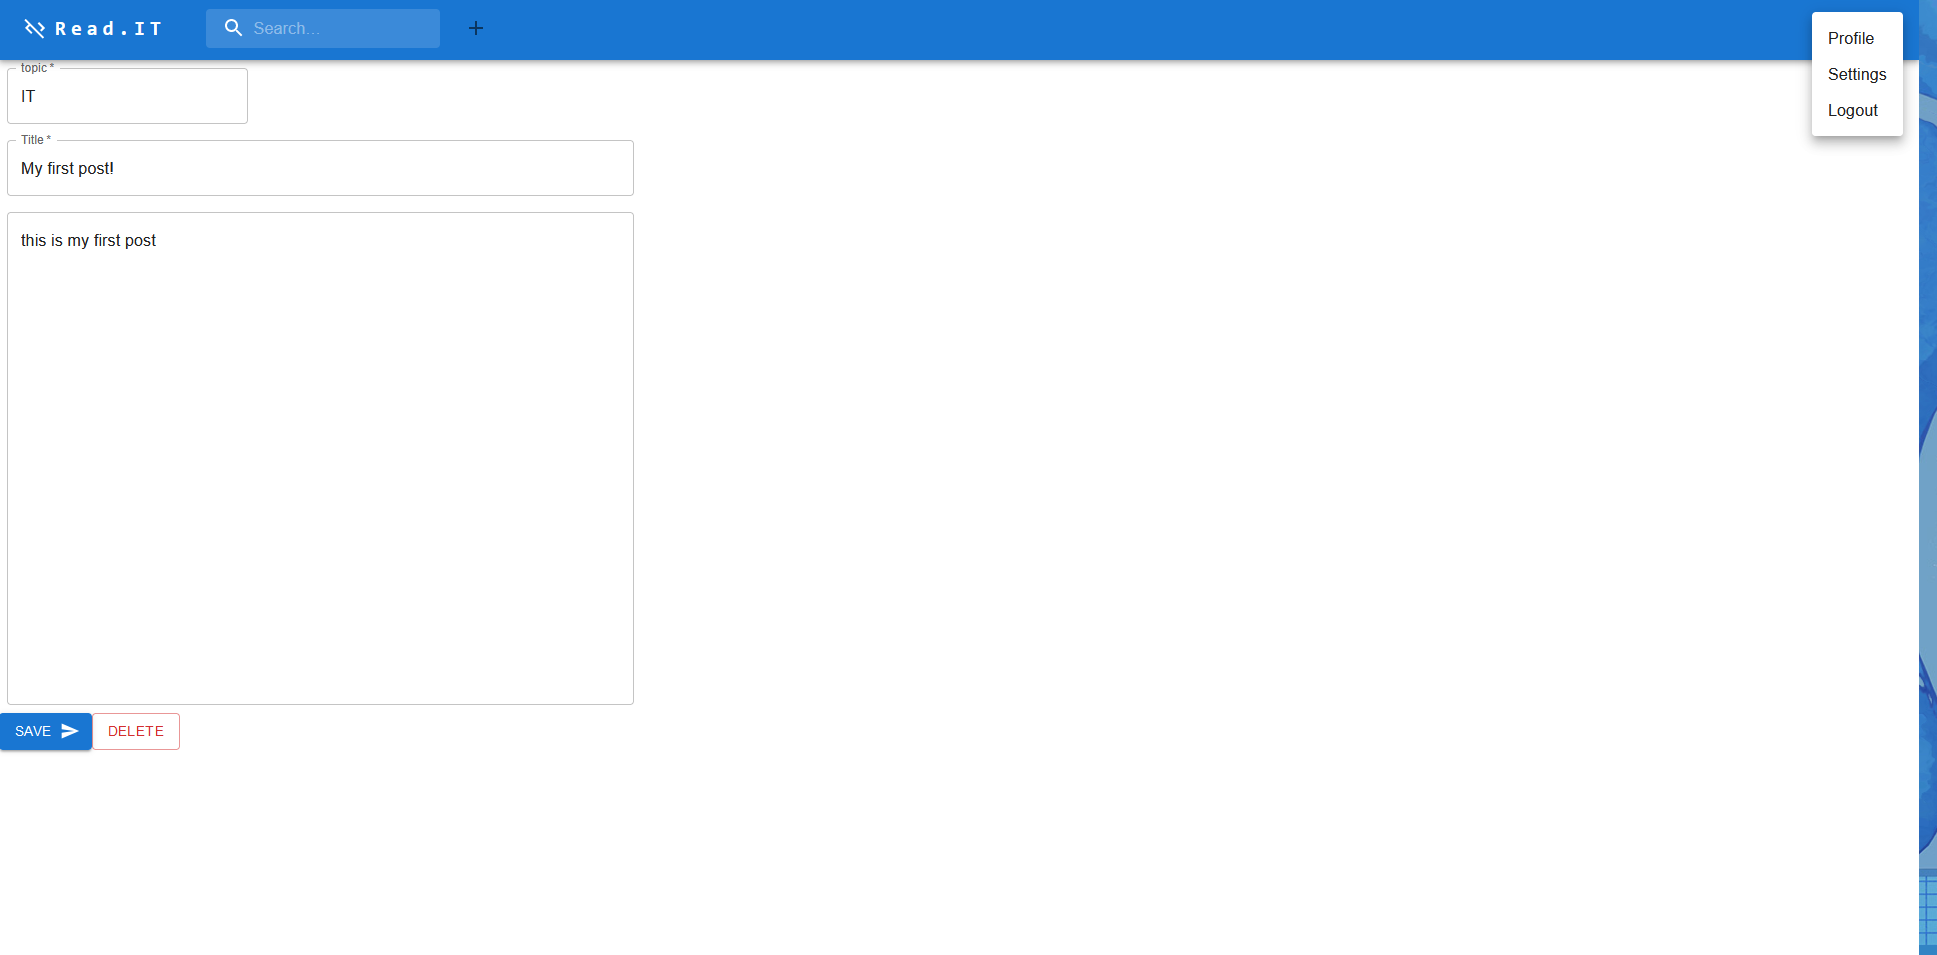 Read.IT
Search...
Profile
Settings
Logout
topic *
IT
Title *
My first post!
this is my first post
SAVE
DELETE